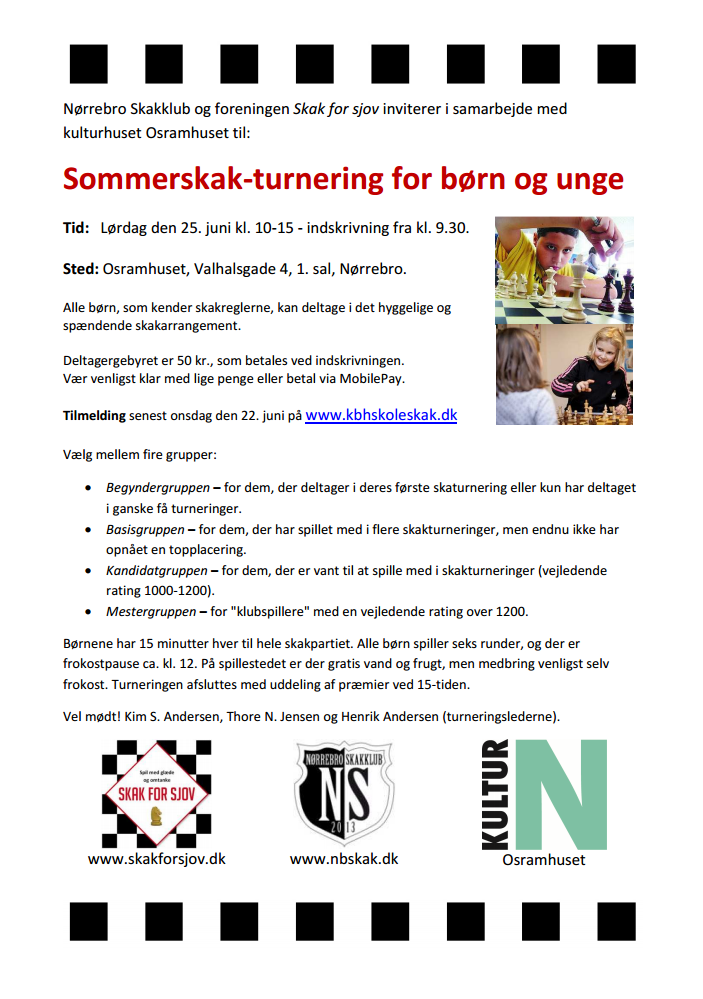 Nørrebro Skakklub og foreningen Skak for sjov inviterer i samarbejde med
kulturhuset Osramhuset til:
Sommerskak-turnering for børn og unge
Tid: Lørdag den 25. juni kl. 10-15 - indskrivning fra kl. 9.30.
Sted: Osramhuset, Valhalsgade 4, 1. sal, Nørrebro.
Alle børn, som kender skakreglerne, kan deltage i det hyggelige og
spændende skakarrangement.
Deltagergebyret er 50 kr., som betales ved indskrivningen.
Vær venligst klar med lige penge eller betal via MobilePay.
Tilmelding senest onsdag den 22. juni på www.kbhskoleskak.dk
Vælg mellem fire grupper:
• Begyndergruppen – for dem, der deltager i deres første skaturnering eller kun har deltaget
i ganske få turneringer.
• Basisgruppen – for dem, der har spillet med i flere skakturneringer, men endnu ikke har
opnået en topplacering.
• Kandidatgruppen – for dem, der er vant til at spille med i skakturneringer (vejledende
rating 1000-1200).
• Mestergruppen – for "klubspillere" med en vejledende rating over 1200.
Børnene har 15 minutter hver til hele skakpartiet. Alle børn spiller seks runder, og der er
frokostpause ca. kl. 12. På spillestedet er der gratis vand og frugt, men medbring venligst selv
frokost. Turneringen afsluttes med uddeling af præmier ved 15-tiden.
Vel mødt! Kim S. Andersen, Thore N. Jensen og Henrik Andersen (turneringslederne).
Spil med glæde
og omtanke
SKAK FOR SJOV
www.skakforsjov.dk
NØRREBRO SKAKKLUB
NS
2013
www.nbskak.dk
KULTUR N
Osramhuset